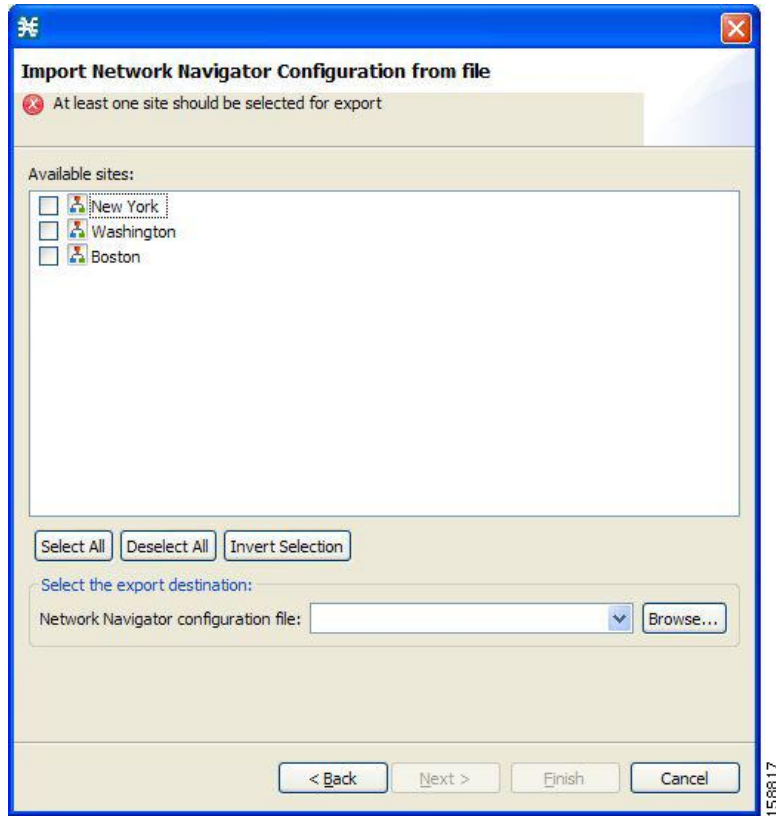 Import Network Navigator Configuration from file
At least one site should be selected for export
Available sites:
New York
Washington
Boston
Select All Deselect All Invert Selection
Select the export destination:
Network Navigator configuration file: Browse...
< Back Next > Finish Cancel
158817